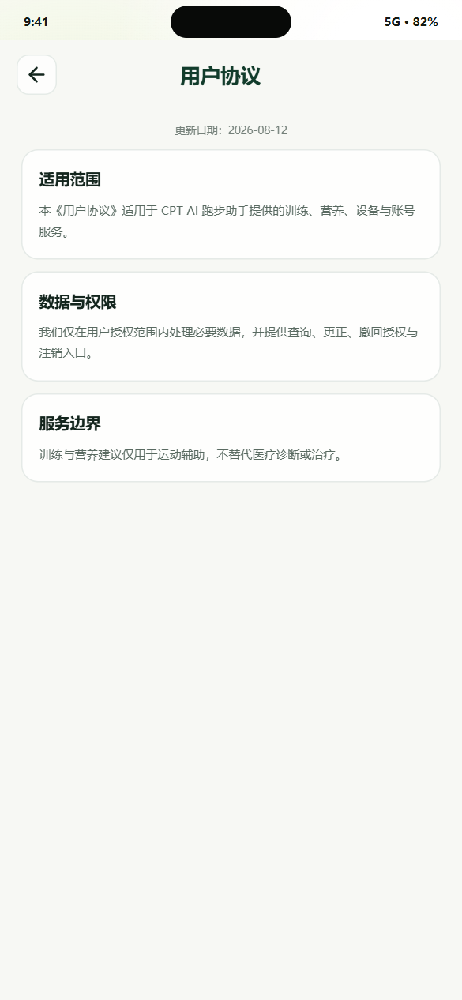 9:41
5G • 82%
用户协议
更新日期：2026-08-12
适用范围
本《用户协议》适用于 CPT AI 跑步助手提供的训练、营养、设备与账号
服务。
数据与权限
我们仅在用户授权范围内处理必要数据，并提供查询、更正、撤回授权与
注销入口。
服务边界
训练与营养建议仅用于运动辅助，不替代医疗诊断或治疗。